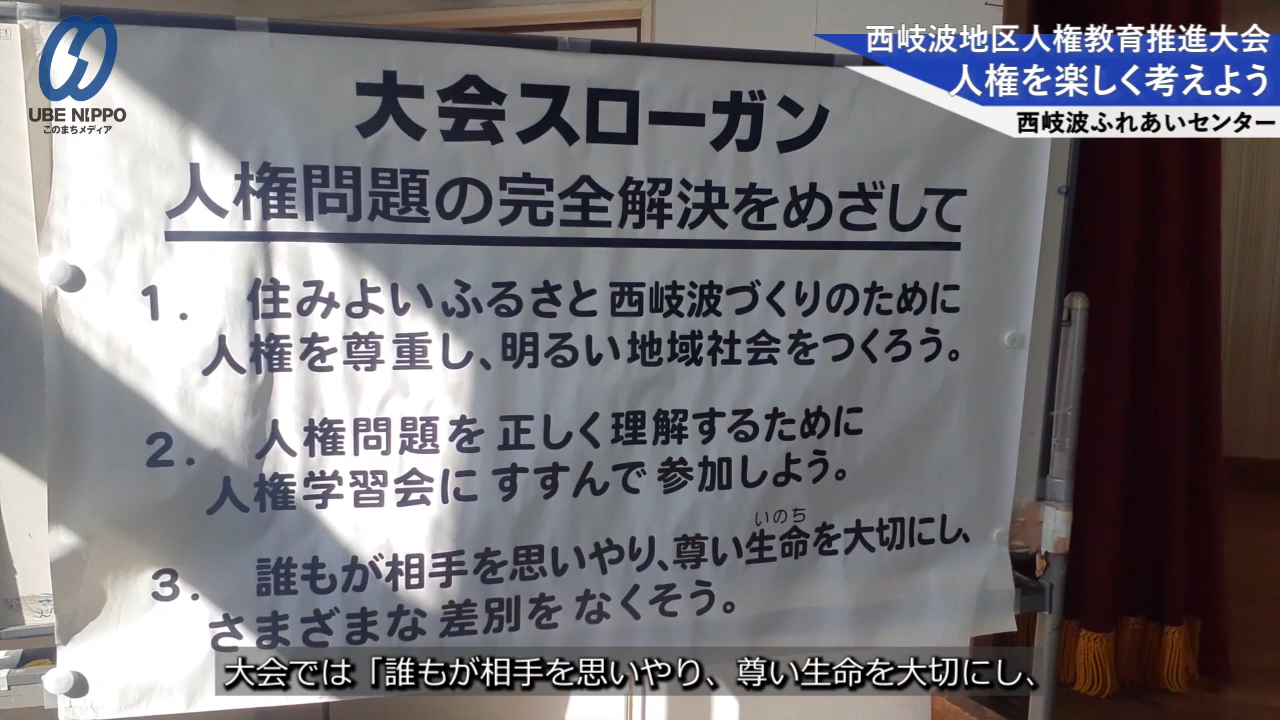 UBE NIPPO
このまちメディア
西岐波地区人権教育推進大会
人権を楽しく考えよう
西岐波ふれあいセンター
大会スローガン
人権問題の完全解決をめざして
1. 住みよいふるさと西岐波づくりのために
人権を尊重し、明るい地域社会をつくろう。
2. 人権問題を正しく理解するために
人権学習会にすすんで参加しよう。
いのち
3. 誰もが相手を思いやり、尊い生命を大切にし、
さまざまな差別をなくそう。
大会では「誰もが相手を思いやり、尊い生命を大切にし、